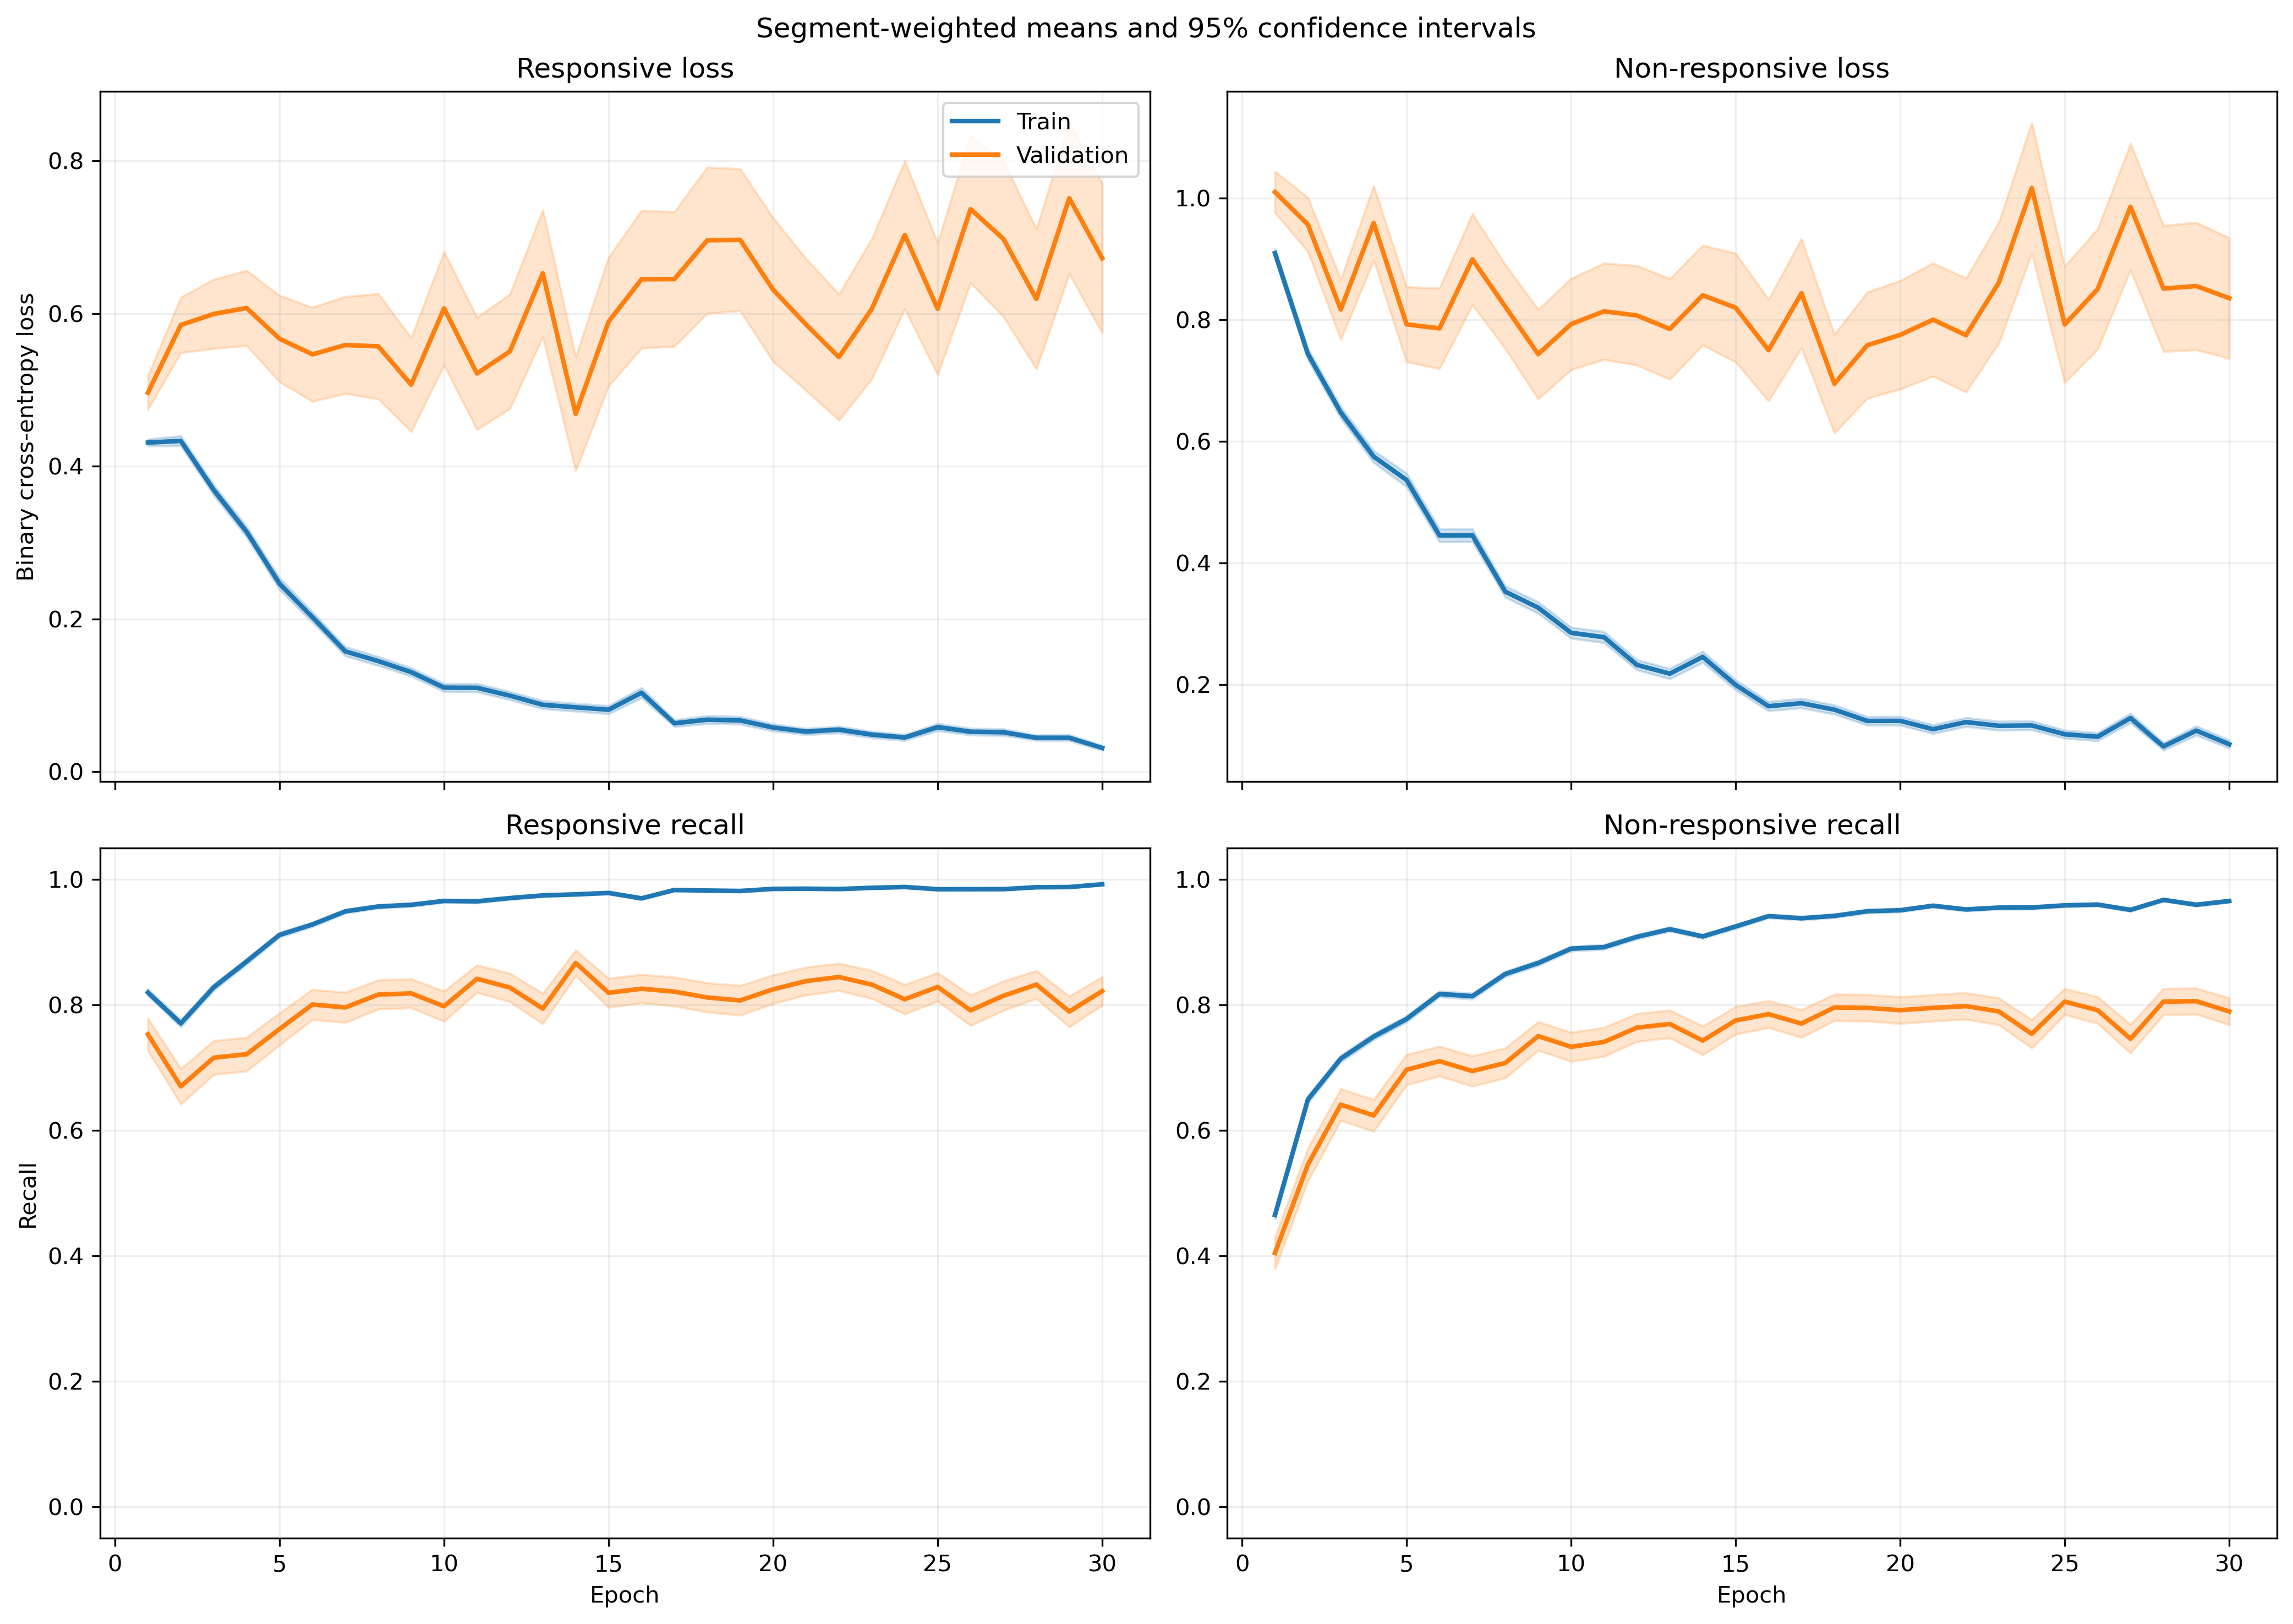 Segment-weighted means and 95% confidence intervals
Responsive loss
Non-responsive loss
Train
Validation
Binary cross-entropy loss
0.8
0.6
0.4
0.2
0.0
1.0
0.8
0.6
0.4
0.2
Responsive recall
Non-responsive recall
Recall
1.0
0.8
0.6
0.4
0.2
0.0
0 5 10 15 20 25 30
Epoch
1.0
0.8
0.6
0.4
0.2
0.0
0 5 10 15 20 25 30
Epoch